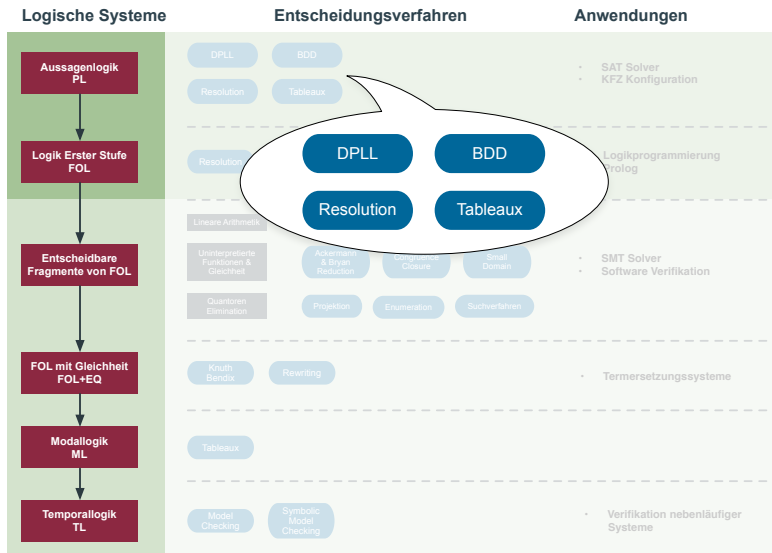 Logische Systeme
Entscheidungsverfahren
Anwendungen
Aussagenlogik
PL
DPLL
BDD
Resolution
Tableaux
• SAT Solver
• KFZ Konfiguration
DPLL
BDD
Resolution
Tableaux
Logik Erster Stufe
FOL
Resolution
Logikprogrammierung
Prolog
Entscheidbare
Fragmente von FOL
Lineare Arithmetik
Uninterpretierte
Funktionen &
Gleichheit
Ackermann
& Bryan
Reduction
Congruence
Closure
Small
Domain
Quantoren
Elimination
Projektion
Enumeration
Suchverfahren
• SMT Solver
• Software Verifikation
FOL mit Gleichheit
FOL+EQ
Knuth
Bendix
Rewriting
• Termersetzungssysteme
Modallogik
ML
Tableaux
Temporallogik
TL
Model
Checking
Symbolic
Model
Checking
• Verifikation nebenläufiger
Systeme